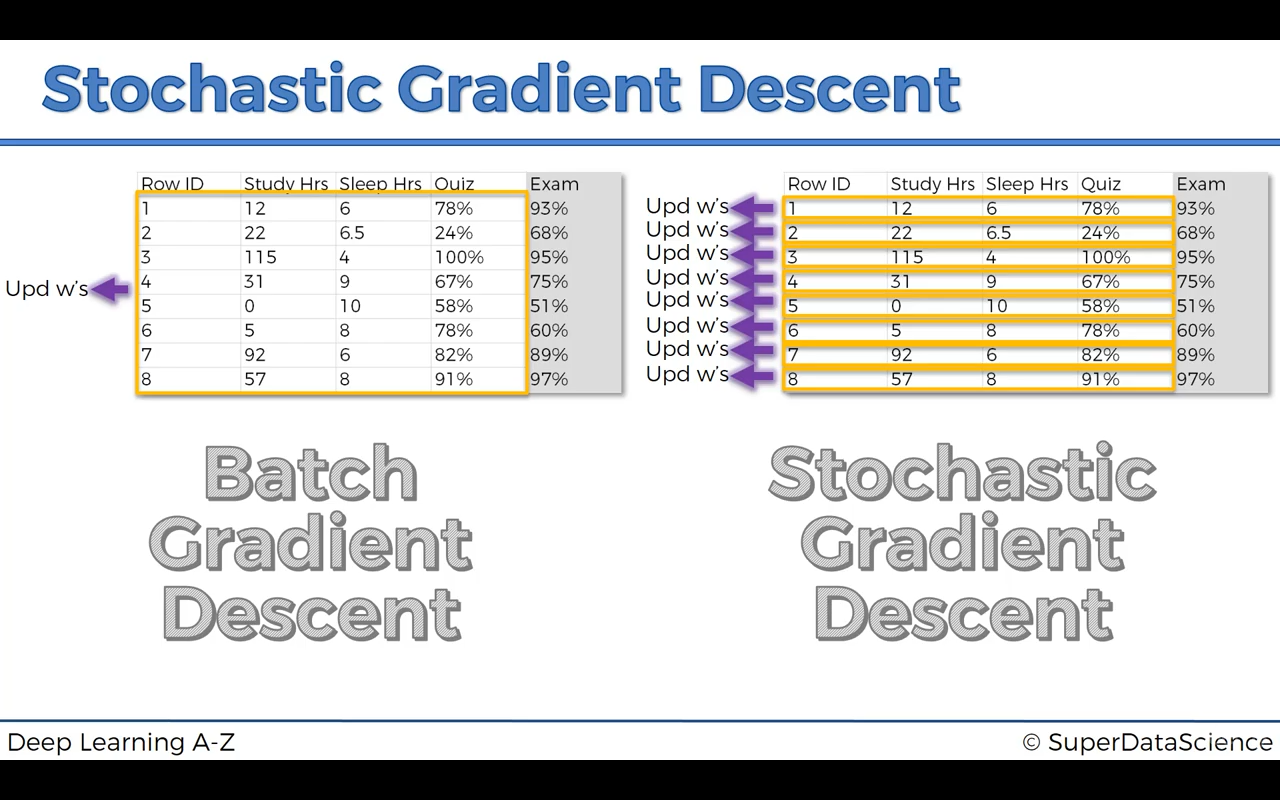 Stochastic Gradient Descent
Row ID Study Hrs Sleep Hrs Quiz Exam
1 12 6 78% 93%
2 22 6.5 24% 68%
3 115 4 100% 95%
4 31 9 67% 75%
Upd w's
5 0 10 58% 51%
6 5 8 78% 60%
7 92 6 82% 89%
8 57 8 91% 97%
Batch
Gradient
Descent
Row ID Study Hrs Sleep Hrs Quiz Exam
Upd w's 1 12 6 78% 93%
Upd w's 2 22 6.5 24% 68%
Upd w's 3 115 4 100% 95%
Upd w's 4 31 9 67% 75%
Upd w's 5 0 10 58% 51%
Upd w's 6 5 8 78% 60%
Upd w's 7 92 6 82% 89%
Upd w's 8 57 8 91% 97%
Stochastic
Gradient
Descent
Deep Learning A-Z
© SuperDataScience